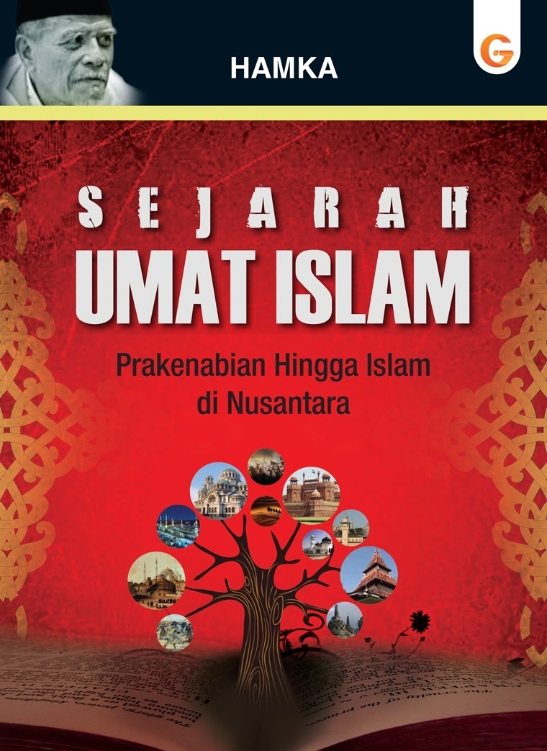 HAMKA
G
SEJARAH
UMAT ISLAM
Prakenabian Hingga Islam
di Nusantara